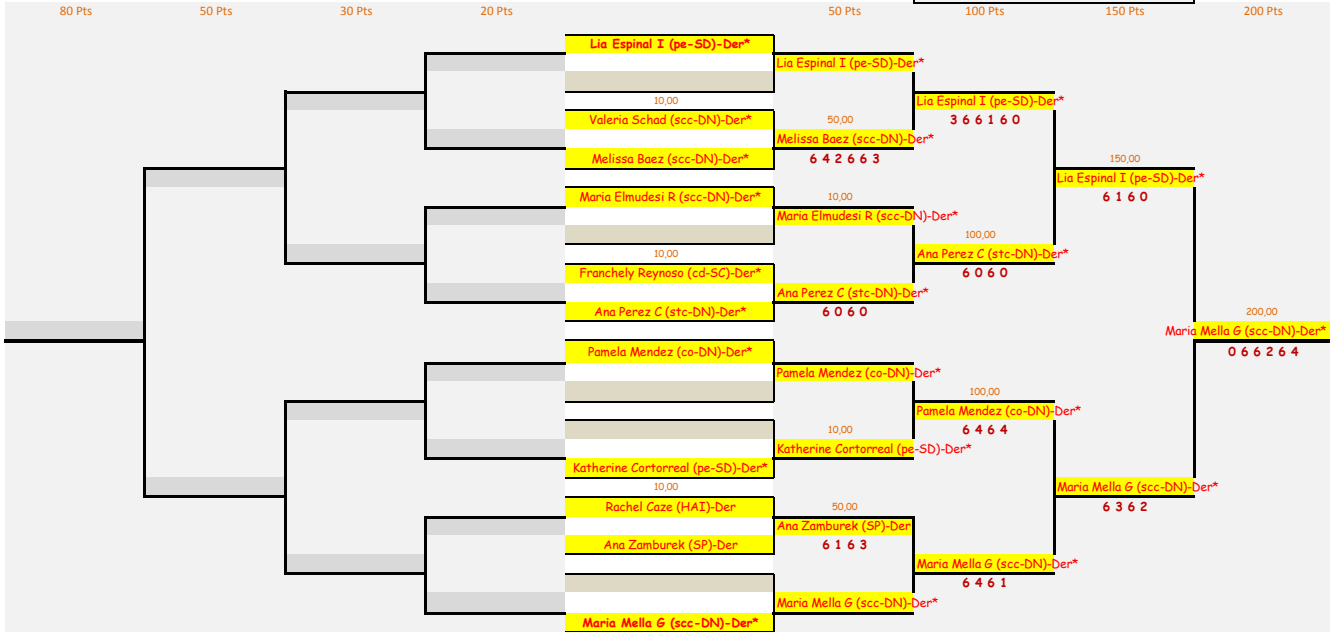 80 Pts 50 Pts 30 Pts 20 Pts 50 Pts 100 Pts 150 Pts 200 Pts
Lia Espinal I (pe-SD)-Der*
Lia Espinal I (pe-SD)-Der*
10,00
Lia Espinal I (pe-SD)-Der*
3 6 6 1 6 0
Valeria Schad (scc-DN)-Der*
50,00
Melissa Baez (scc-DN)-Der*
Melissa Baez (scc-DN)-Der*
6 4 2 6 6 3
150,00
Lia Espinal I (pe-SD)-Der*
6 1 6 0
Maria Elmudesi R (scc-DN)-Der*
10,00
Maria Elmudesi R (scc-DN)-Der*
100,00
10,00
Ana Perez C (stc-DN)-Der*
6 0 6 0
Franchely Reynoso (cd-SC)-Der*
Ana Perez C (stc-DN)-Der*
Ana Perez C (stc-DN)-Der*
6 0 6 0
200,00
Maria Mella G (scc-DN)-Der*
0 6 6 2 6 4
Pamela Mendez (co-DN)-Der*
Pamela Mendez (co-DN)-Der*
100,00
Pamela Mendez (co-DN)-Der*
6 4 6 4
10,00
Katherine Cortorreal (pe-SD)-Der*
Katherine Cortorreal (pe-SD)-Der*
10,00
Maria Mella G (scc-DN)-Der*
6 3 6 2
Rachel Caze (HAI)-Der
50,00
Ana Zamburek (SP)-Der
Ana Zamburek (SP)-Der
6 1 6 3
Maria Mella G (scc-DN)-Der*
6 4 6 1
Maria Mella G (scc-DN)-Der*
Maria Mella G (scc-DN)-Der*